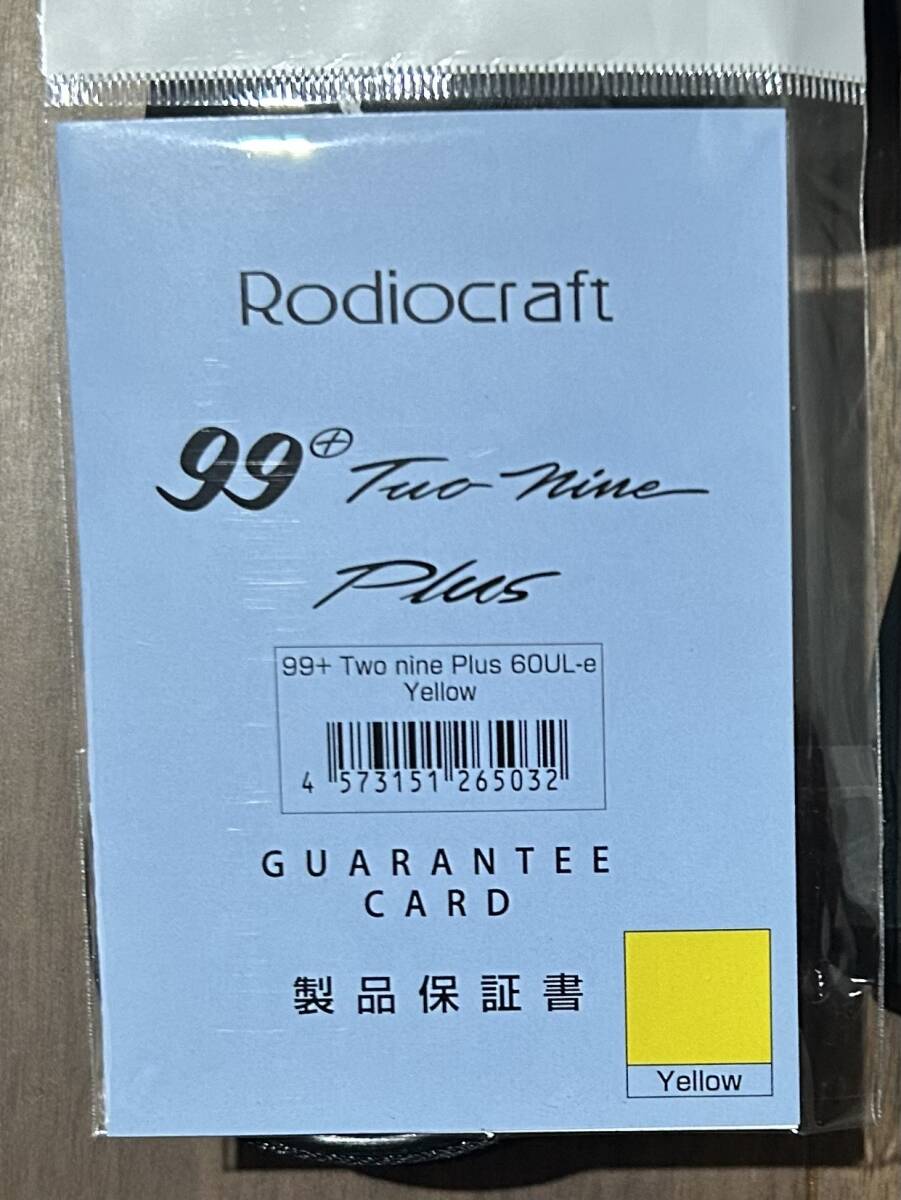 Rodiocraft
99+ Two nine
Plus
99+ Two nine Plus 60UL-e
Yellow
4 573151 265032
GUARANTEE
CARD
製品保証書
Yellow